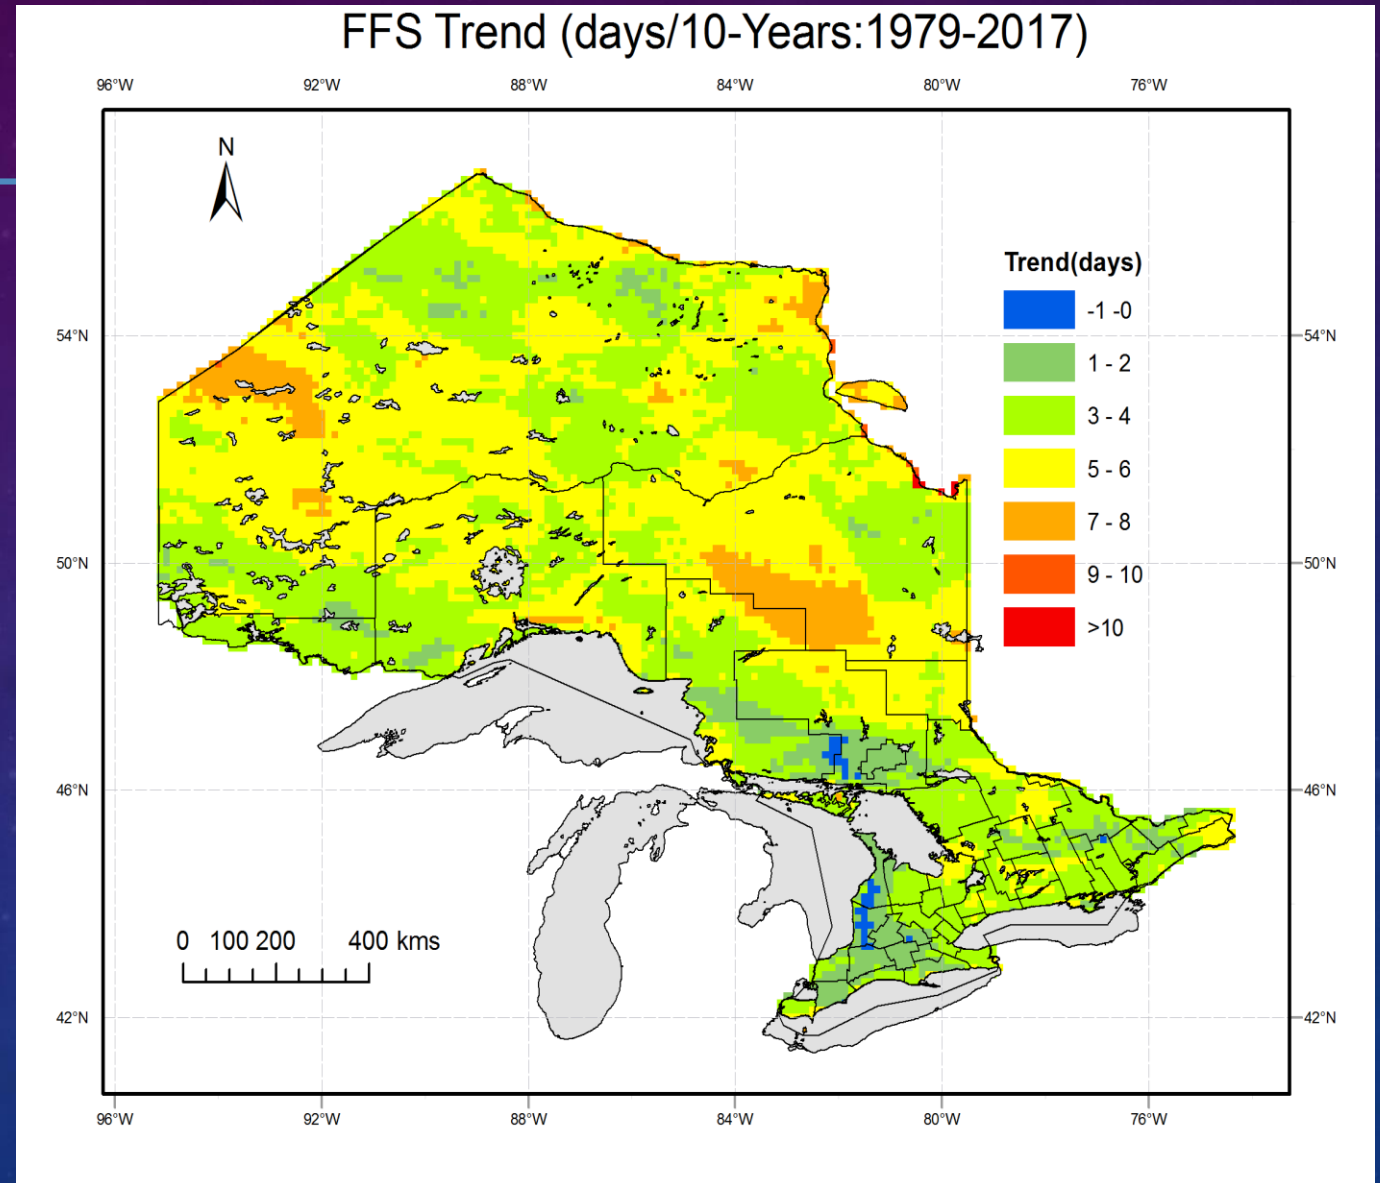 FFS Trend (days/10-Years:1979-2017)
96°W 92°W 88°W 84°W 80°W 76°W
N
Trend(days)
-1 -0
1 - 2
3 - 4
5 - 6
7 - 8
9 - 10
>10
54°N 54°N
50°N 50°N
46°N 46°N
0 100 200 400 kms
42°N 42°N
96°W 92°W 88°W 84°W 80°W 76°W